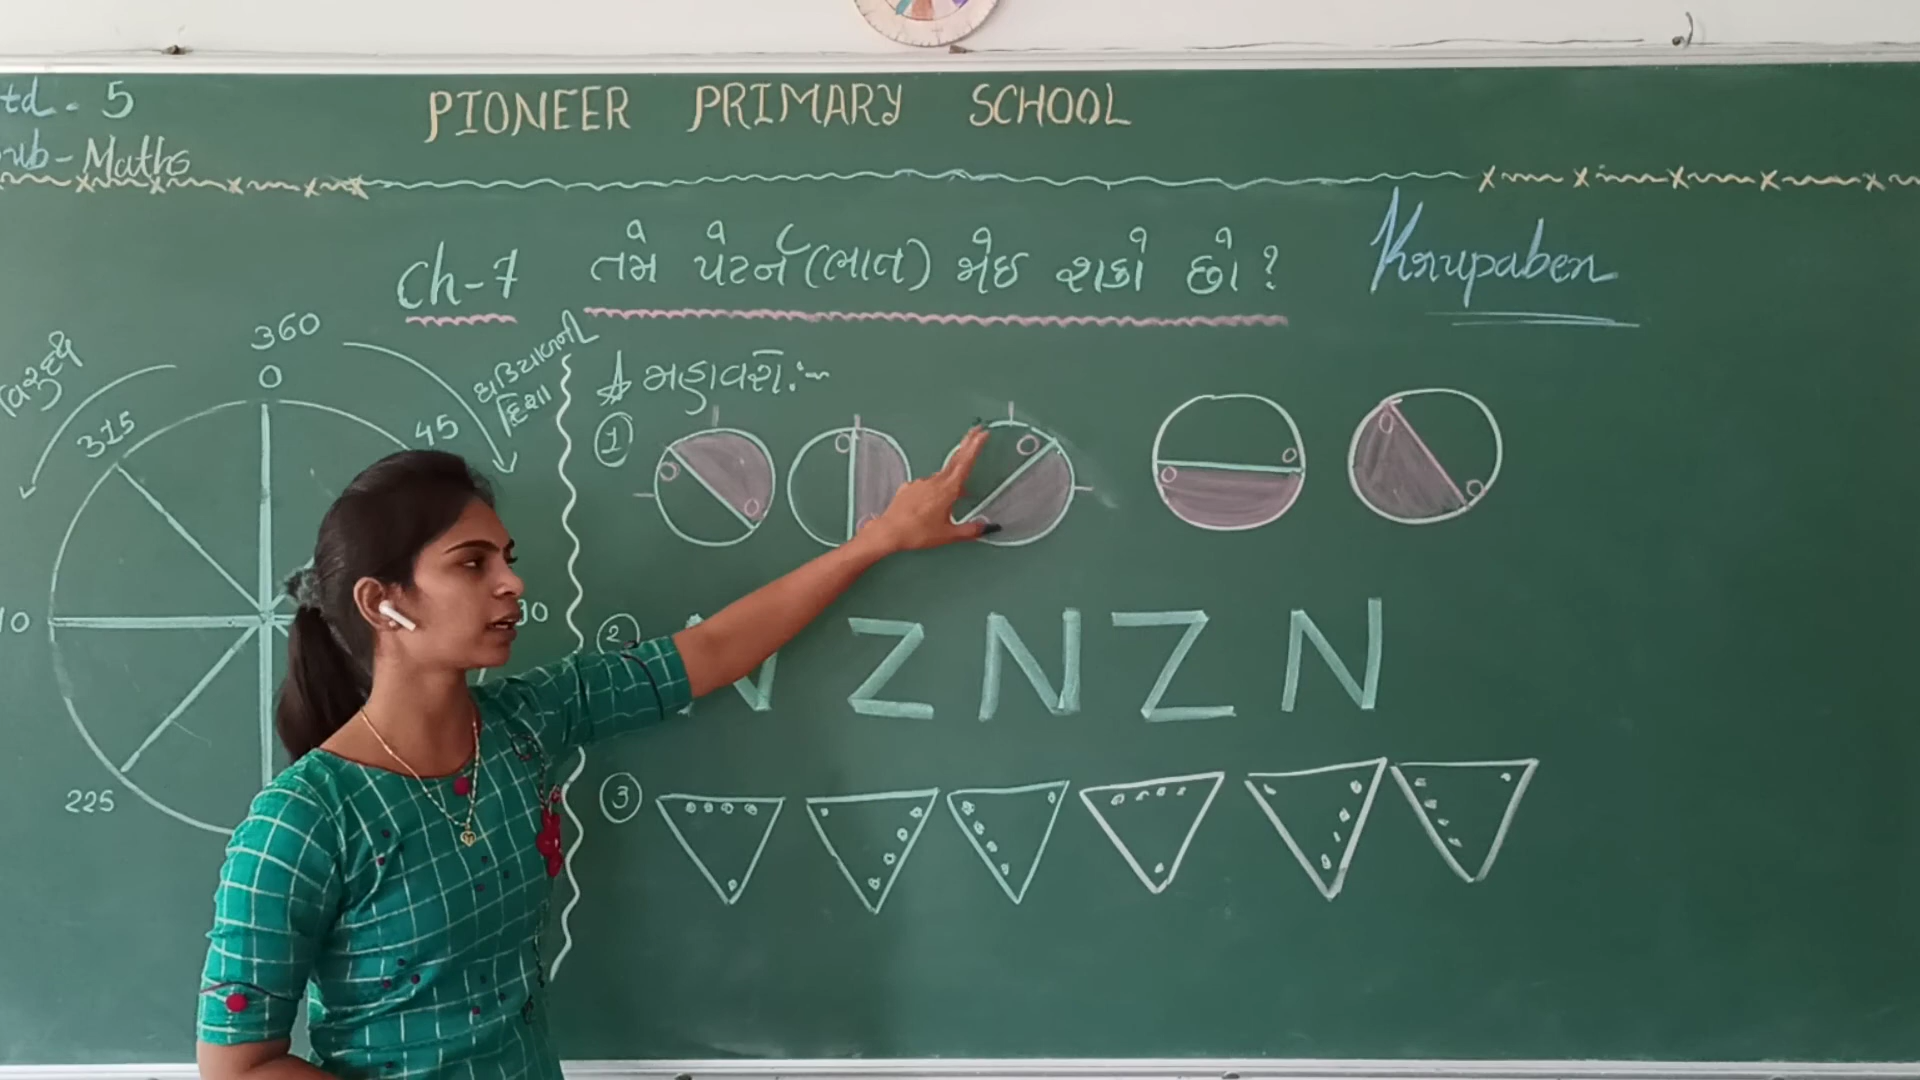 td - 5
PIONEER PRIMARY SCHOOL
ub - Maths
Ch-7 તમે પેટર્ન (ભાત) જોઈ શકો છો ?
Krupaben
360
0
વિરુદ્ધ
ઘડિયાળની
દિશા
315
45
મહાવરો :-
1
10
90
2
N Z N Z N
225
3